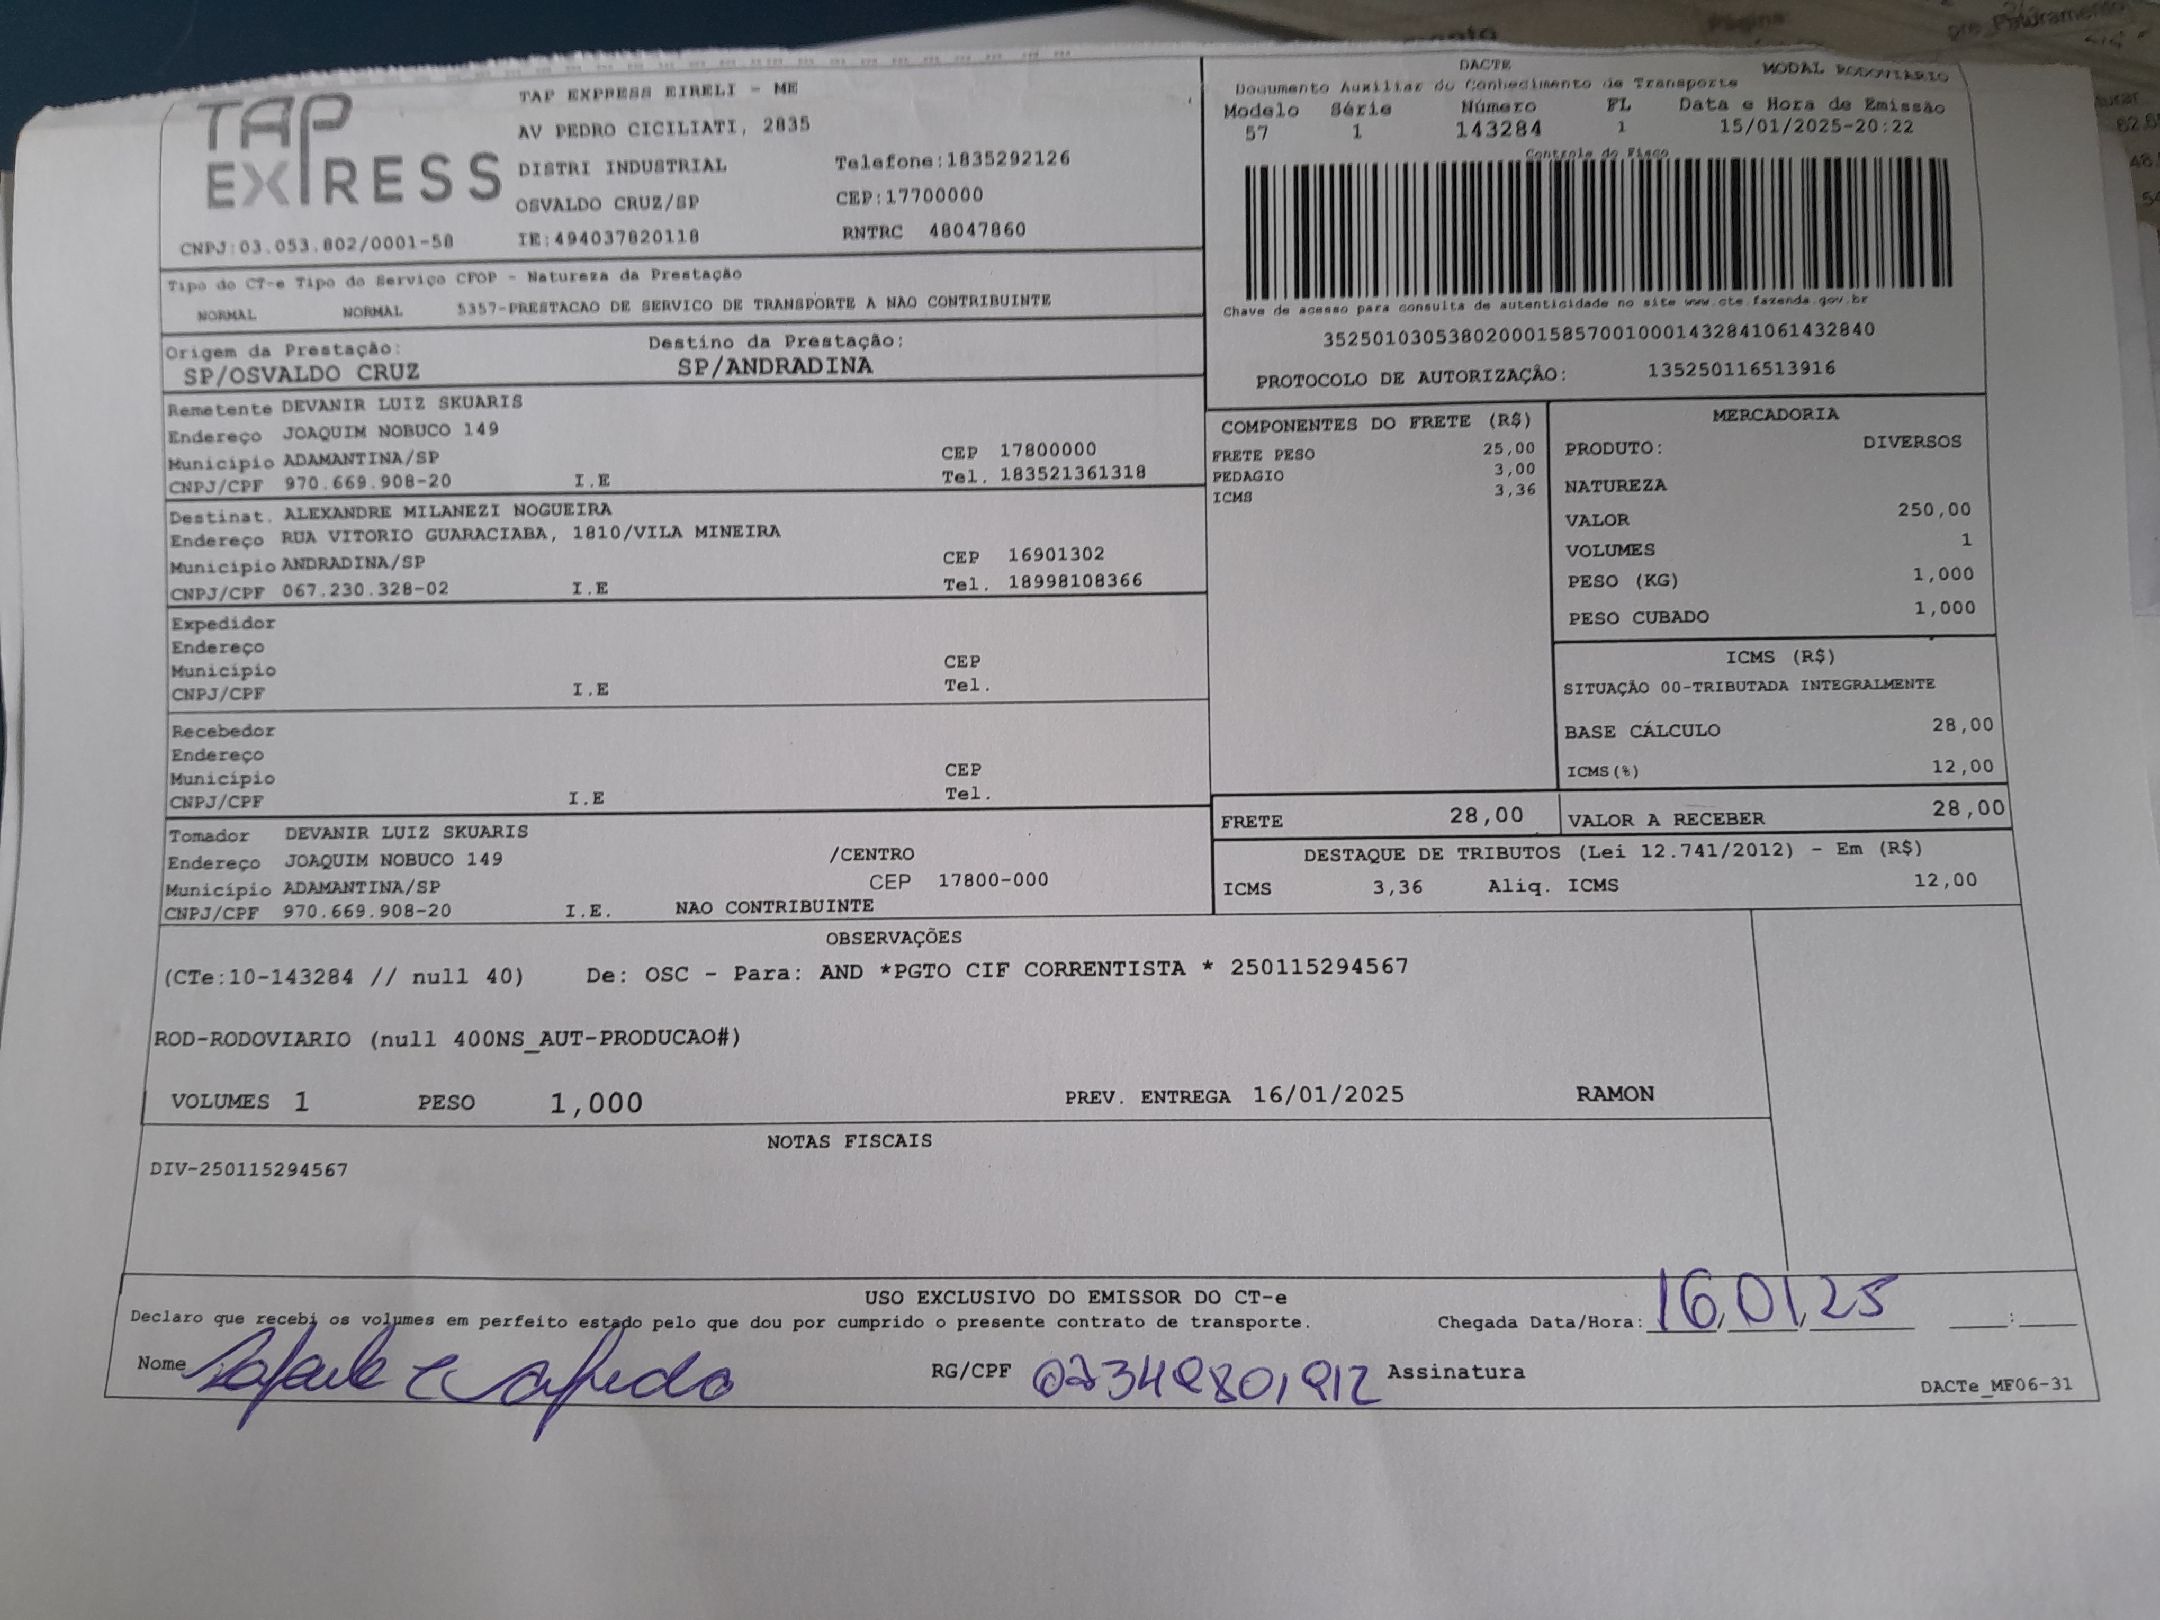 TAP
EXPRESS
TAP EXPRESS EIRELI - ME
AV PEDRO CICILIATI, 2835
DISTRI INDUSTRIAL Telefone:1835292126
OSVALDO CRUZ/SP CEP:17700000
CNPJ:03.053.802/0001-58 IE:494037820118 RNTRC 48047860
DACTE MODAL RODOVIARIO
Documento Auxiliar do Conhecimento de Transporte
Modelo Série Número FL Data e Hora de Emissão
57 1 143284 1 15/01/2025-20:22
Controle do Fisco
Chave de acesso para consulta de autenticidade no site www.cte.fazenda.gov.br
35250103053802000158570010001432841061432840
PROTOCOLO DE AUTORIZAÇÃO: 135250116513916
Tipo do CT-e Tipo do Serviço CFOP - Natureza da Prestação
NORMAL NORMAL 5357-PRESTACAO DE SERVICO DE TRANSPORTE A NAO CONTRIBUINTE
Origem da Prestação: Destino da Prestação:
SP/OSVALDO CRUZ SP/ANDRADINA
Remetente DEVANIR LUIZ SKUARIS
Endereço JOAQUIM NOBUCO 149
Município ADAMANTINA/SP CEP 17800000
CNPJ/CPF 970.669.908-20 I.E Tel. 183521361318
Destinat. ALEXANDRE MILANEZI NOGUEIRA
Endereço RUA VITORIO GUARACIABA, 1810/VILA MINEIRA
Município ANDRADINA/SP CEP 16901302
CNPJ/CPF 067.230.328-02 I.E Tel. 18998108366
Expedidor
Endereço
Município CEP
CNPJ/CPF I.E Tel.
Recebedor
Endereço
Município CEP
CNPJ/CPF I.E Tel.
Tomador DEVANIR LUIZ SKUARIS
Endereço JOAQUIM NOBUCO 149 /CENTRO
Município ADAMANTINA/SP CEP 17800-000
CNPJ/CPF 970.669.908-20 I.E. NAO CONTRIBUINTE
COMPONENTES DO FRETE (R$)
FRETE PESO 25,00
PEDAGIO 3,00
ICMS 3,36
MERCADORIA
PRODUTO: DIVERSOS
NATUREZA
VALOR 250,00
VOLUMES 1
PESO (KG) 1,000
PESO CUBADO 1,000
ICMS (R$)
SITUAÇÃO 00-TRIBUTADA INTEGRALMENTE
BASE CÁLCULO 28,00
ICMS(%) 12,00
FRETE 28,00 VALOR A RECEBER 28,00
DESTAQUE DE TRIBUTOS (Lei 12.741/2012) - Em (R$)
ICMS 3,36 Aliq. ICMS 12,00
OBSERVAÇÕES
(CTe:10-143284 // null 40) De: OSC - Para: AND *PGTO CIF CORRENTISTA * 250115294567
ROD-RODOVIARIO (null 400NS_AUT-PRODUCAO#)
VOLUMES 1 PESO 1,000 PREV. ENTREGA 16/01/2025 RAMON
NOTAS FISCAIS
DIV-250115294567
USO EXCLUSIVO DO EMISSOR DO CT-e
Declaro que recebi os volumes em perfeito estado pelo que dou por cumprido o presente contrato de transporte. Chegada Data/Hora: 16/01/25 :
Nome RG/CPF Assinatura
DACTe_MF06-31